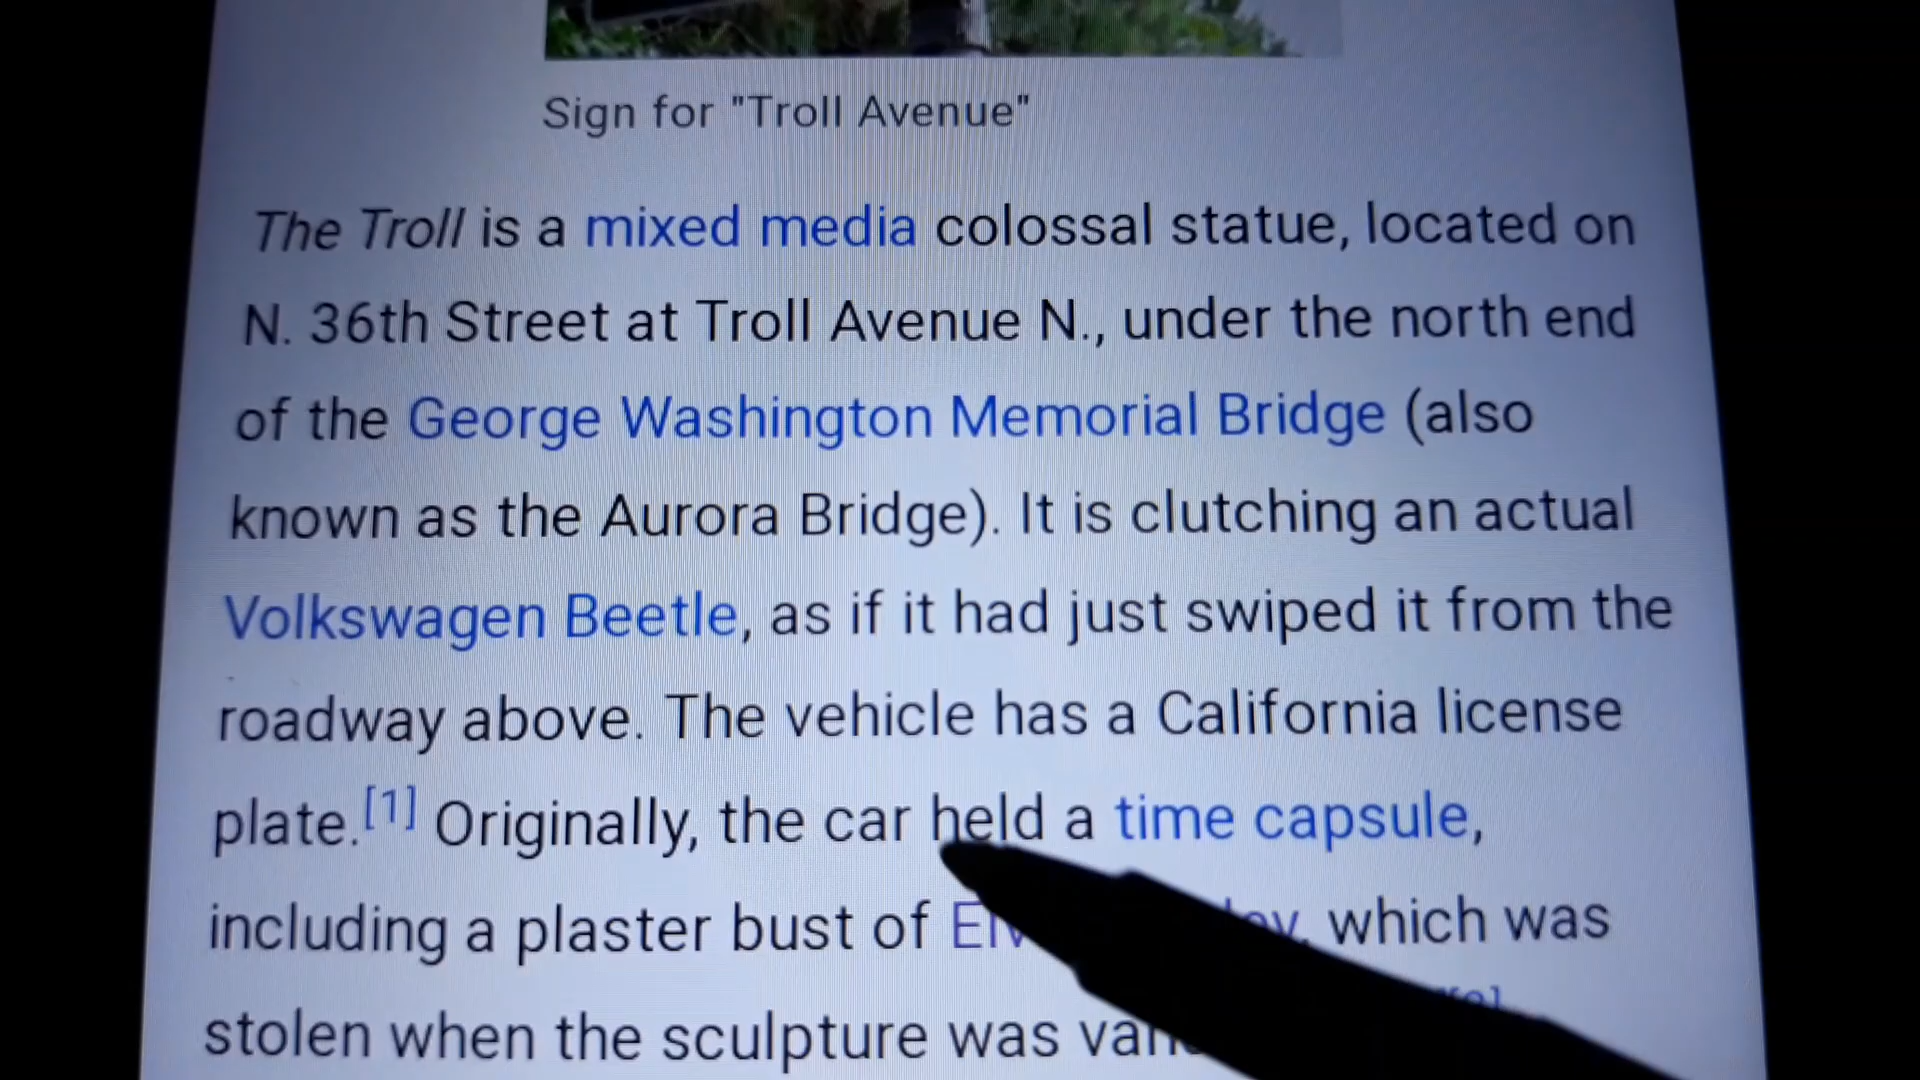 Sign for "Troll Avenue"
The Troll is a mixed media colossal statue, located on
N. 36th Street at Troll Avenue N., under the north end
of the George Washington Memorial Bridge (also
known as the Aurora Bridge). It is clutching an actual
Volkswagen Beetle, as if it had just swiped it from the
roadway above. The vehicle has a California license
plate.[1] Originally, the car held a time capsule,
including a plaster bust of which was
stolen when the sculpture was